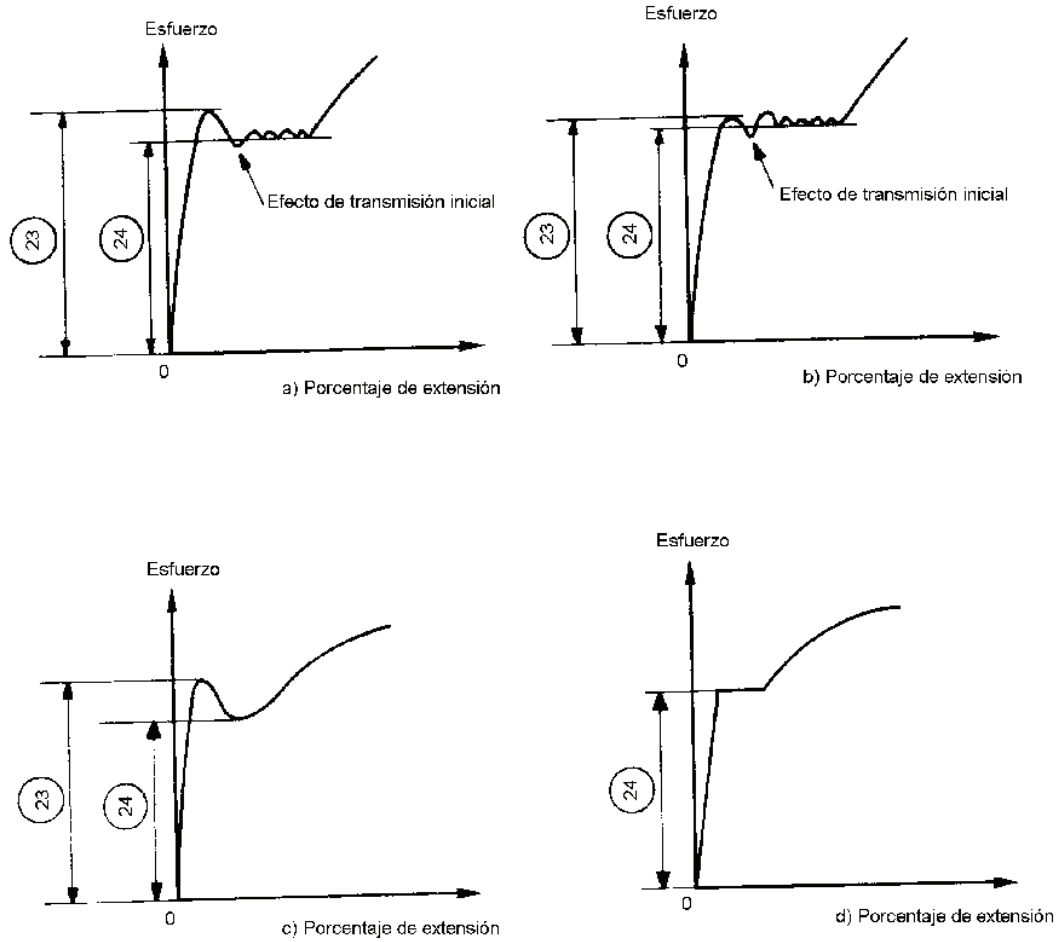 Esfuerzo
23
24
Efecto de transmisión inicial
0
a) Porcentaje de extensión
Esfuerzo
23
24
Efecto de transmisión inicial
0
b) Porcentaje de extensión
Esfuerzo
23
24
0
c) Porcentaje de extensión
Esfuerzo
24
0
d) Porcentaje de extensión